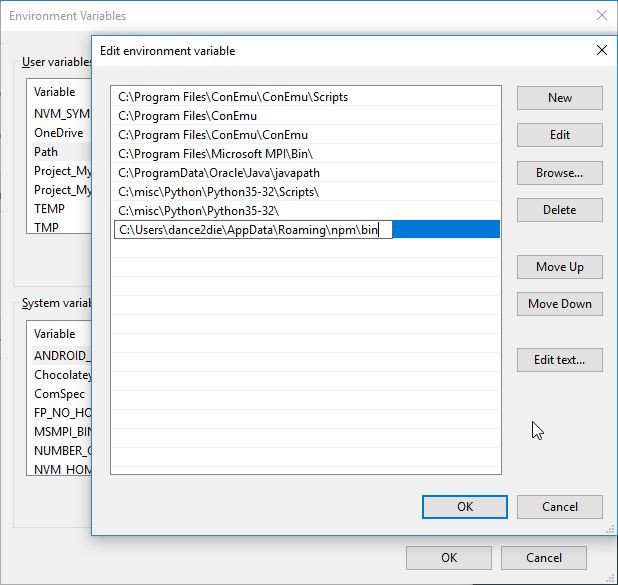 Environment Variables
Edit environment variable
User variables
Variable
NVM_SYM
OneDrive
Path
Project_My
Project_My
TEMP
TMP
System variab
Variable
ANDROID_
Chocolatey
ComSpec
FP_NO_HO
MSMPI_BIN
NUMBER_O
NVM_HOM
C:\Program Files\ConEmu\ConEmu\Scripts
C:\Program Files\ConEmu
C:\Program Files\ConEmu\ConEmu
C:\Program Files\Microsoft MPI\Bin\
C:\ProgramData\Oracle\Java\javapath
C:\misc\Python\Python35-32\Scripts\
C:\misc\Python\Python35-32\
C:\Users\dance2die\AppData\Roaming\npm\bin
New
Edit
Browse...
Delete
Move Up
Move Down
Edit text...
OK
Cancel
OK
Cancel